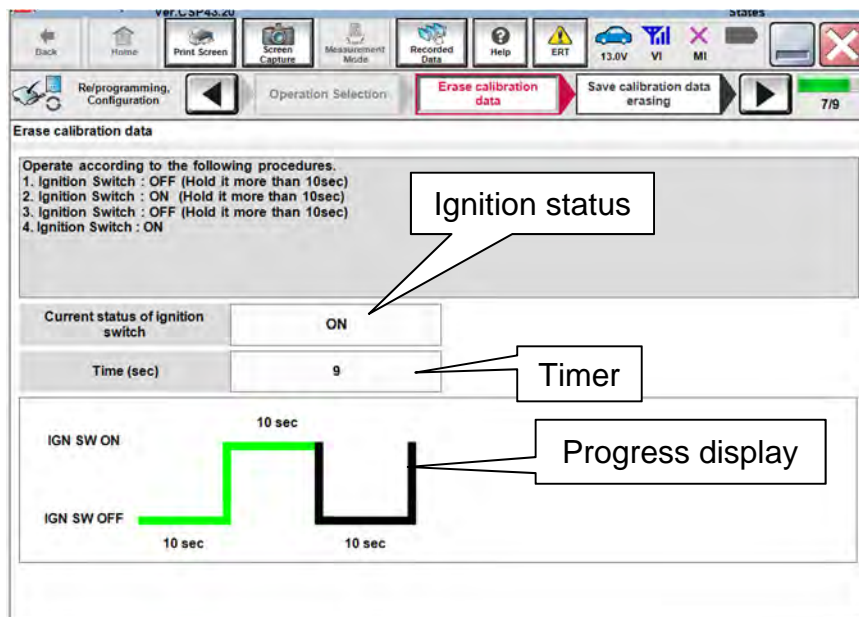 Ver.CSP43.20
States
Back
Home
Print Screen
Screen
Capture
Measurement
Mode
Recorded
Data
Help
ERT
13.0V
VI
MI
Re/programming,
Configuration
Operation Selection
Erase calibration
data
Save calibration data
erasing
7/9
Erase calibration data
Operate according to the following procedures.
1. Ignition Switch : OFF (Hold it more than 10sec)
2. Ignition Switch : ON (Hold it more than 10sec)
3. Ignition Switch : OFF (Hold it more than 10sec)
4. Ignition Switch : ON
Ignition status
Current status of ignition
switch
ON
Time (sec)
9
Timer
10 sec
IGN SW ON
Progress display
IGN SW OFF
10 sec
10 sec